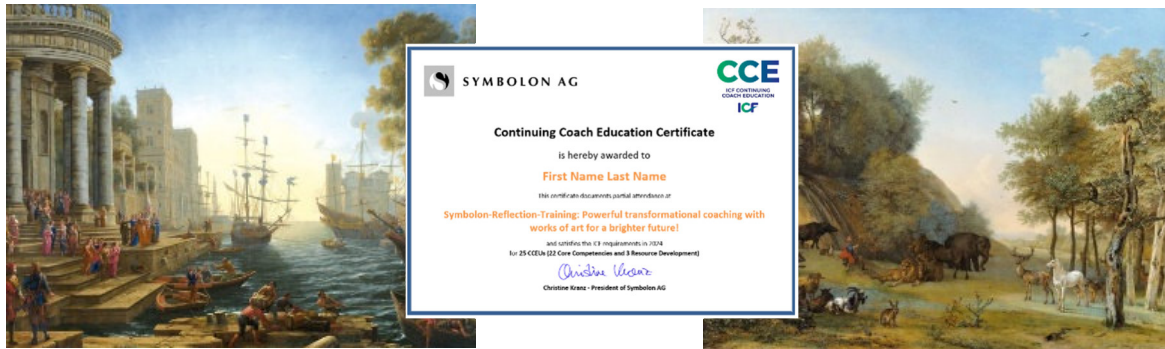 SYMBOLON AG
CCE
ICF CONTINUING
COACH EDUCATION
ICF
Continuing Coach Education Certificate
is hereby awarded to
First Name Last Name
This certificate documents partial attendance at
Symbolon-Reflection-Training: Powerful transformational coaching with
works of art for a brighter future!
and satisfies the ICF requirements in 2024
for 25 CCEUs (22 Core Competencies and 3 Resource Development)
Christine Kranz
Christine Kranz - President of Symbolon AG